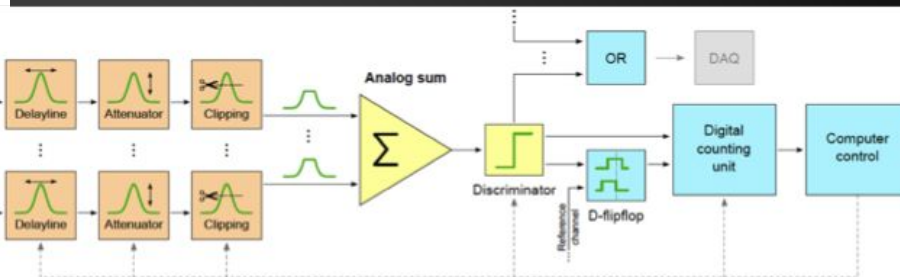 Delayline
Attenuator
Clipping
Analog sum
Σ
Discriminator
OR
DAQ
Reference
channel
D-flipflop
Digital
counting
unit
Computer
control
Delayline
Attenuator
Clipping